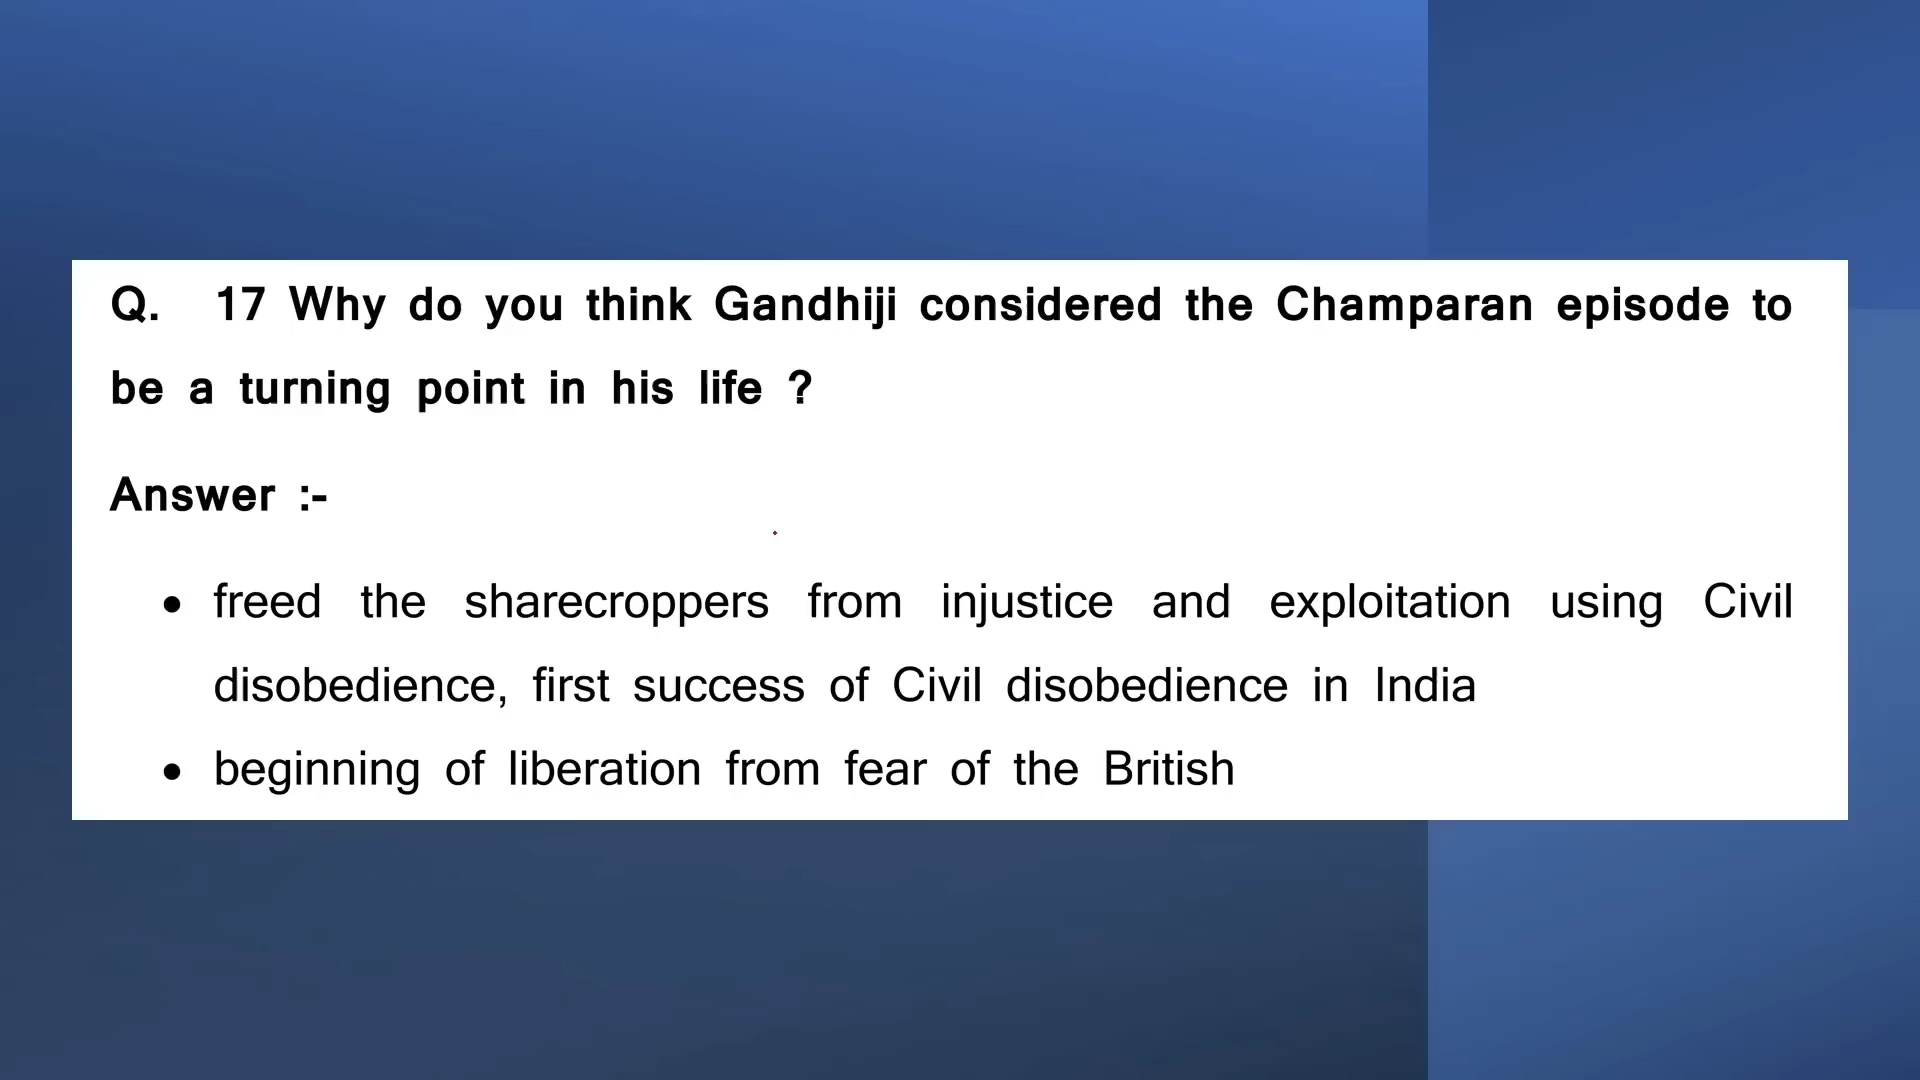 Q. 17 Why do you think Gandhiji considered the Champaran episode to
be a turning point in his life ?
Answer :-
• freed the sharecroppers from injustice and exploitation using Civil
disobedience, first success of Civil disobedience in India
• beginning of liberation from fear of the British